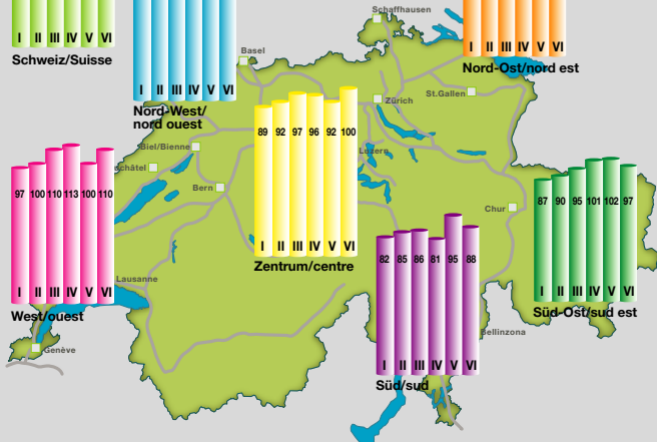 Schaffhausen
I II III IV V VI
Schweiz/Suisse
I II III IV V VI
Nord-West/
nord ouest
I II III IV V VI
Nord-Ost/nord est
Basel
Zürich
St.Gallen
Biel/Bienne
Luzern
Bern
Chur
Lausanne
Genève
Bellinzona
89 92 97 96 92 100
I II III IV V VI
Zentrum/centre
97 100 110 113 100 110
I II III IV V VI
West/ouest
82 85 86 81 95 88
I II III IV V VI
Süd/sud
87 90 95 101 102 97
I II III IV V VI
Süd-Ost/sud est